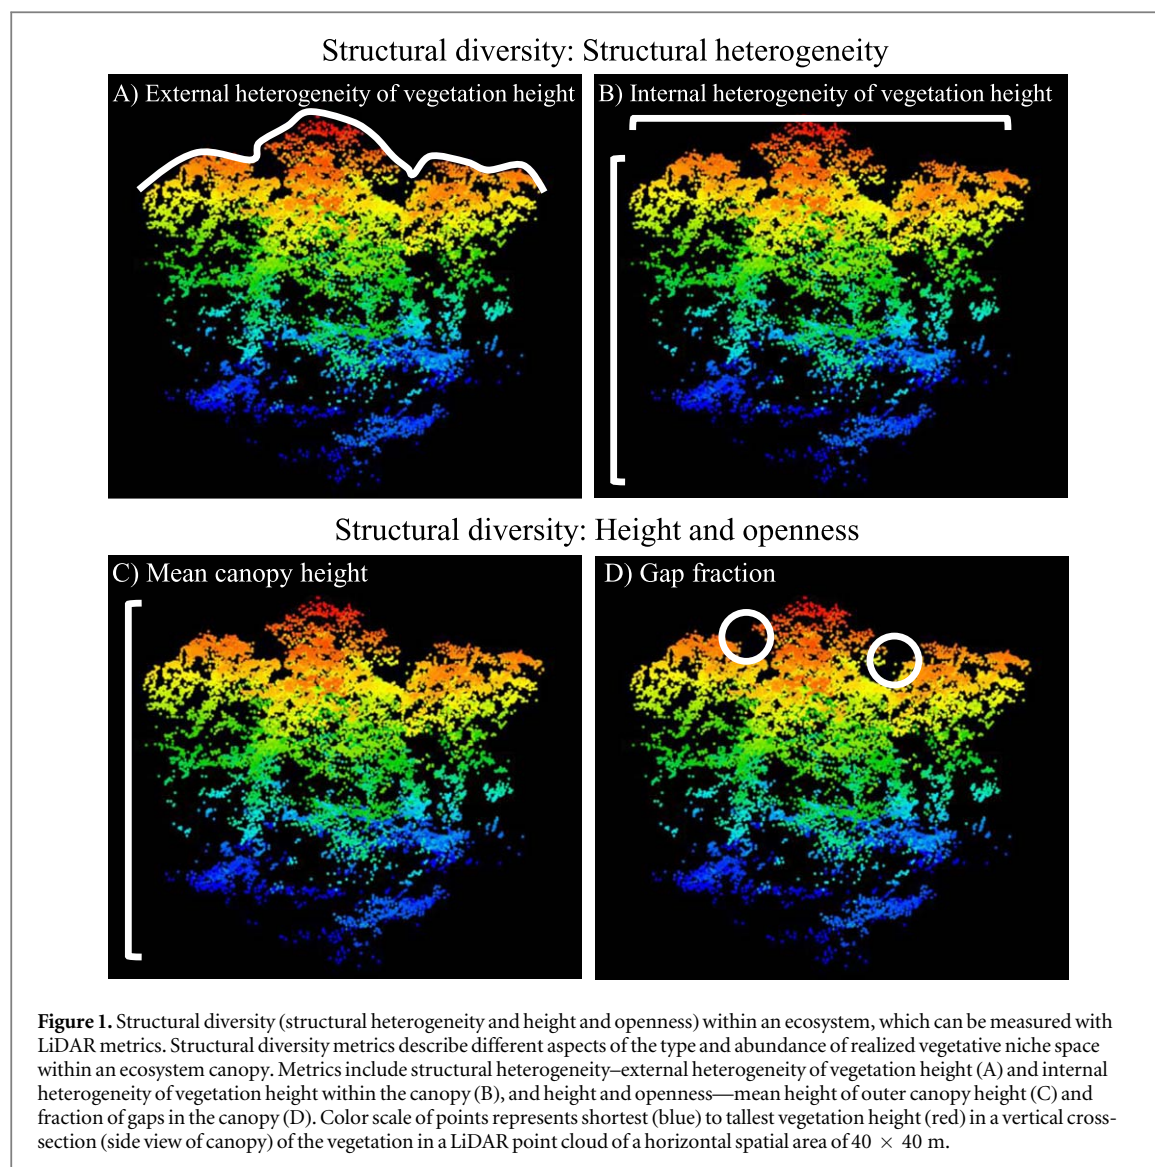 Structural diversity: Structural heterogeneity
A) External heterogeneity of vegetation height
B) Internal heterogeneity of vegetation height
Structural diversity: Height and openness
C) Mean canopy height
D) Gap fraction
Figure 1. Structural diversity (structural heterogeneity and height and openness) within an ecosystem, which can be measured with
LiDAR metrics. Structural diversity metrics describe different aspects of the type and abundance of realized vegetative niche space
within an ecosystem canopy. Metrics include structural heterogeneity–external heterogeneity of vegetation height (A) and internal
heterogeneity of vegetation height within the canopy (B), and height and openness—mean height of outer canopy height (C) and
fraction of gaps in the canopy (D). Color scale of points represents shortest (blue) to tallest vegetation height (red) in a vertical cross-
section (side view of canopy) of the vegetation in a LiDAR point cloud of a horizontal spatial area of 40 × 40 m.